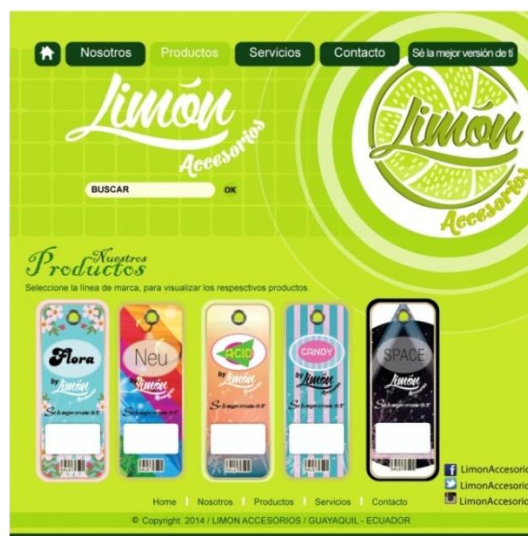 Nosotros Productos Servicios Contacto Sé la mejor versión de ti
Limón
Accesorios
Limón
Accesorios
BUSCAR OK
Nuestros
Productos
Seleccione la línea de marca, para visualizar los respesctivos productos.
Flora Neu ACID CANDY SPACE
by Limón Limón by Limón by Limón Limón
LimonAccesorio
LimonAccesorio
LimonAccesorio
Home Nosotros Productos Servicios Contacto
© Copyright 2014 / LIMON ACCESORIOS / GUAYAQUIL - ECUADOR